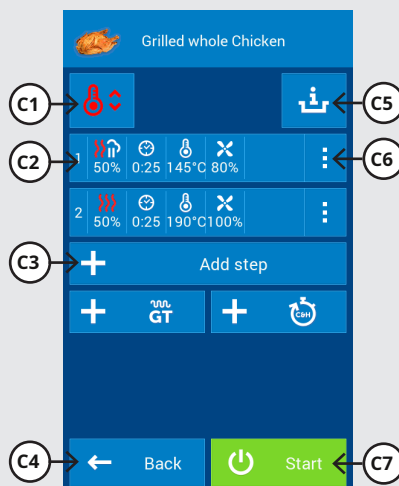 Grilled whole Chicken
C1
C5
1 50% 0:25 145°C 80%
C2
C6
2 50% 0:25 190°C 100%
C3
Add step
GT
C&H
C4
Back
Start
C7